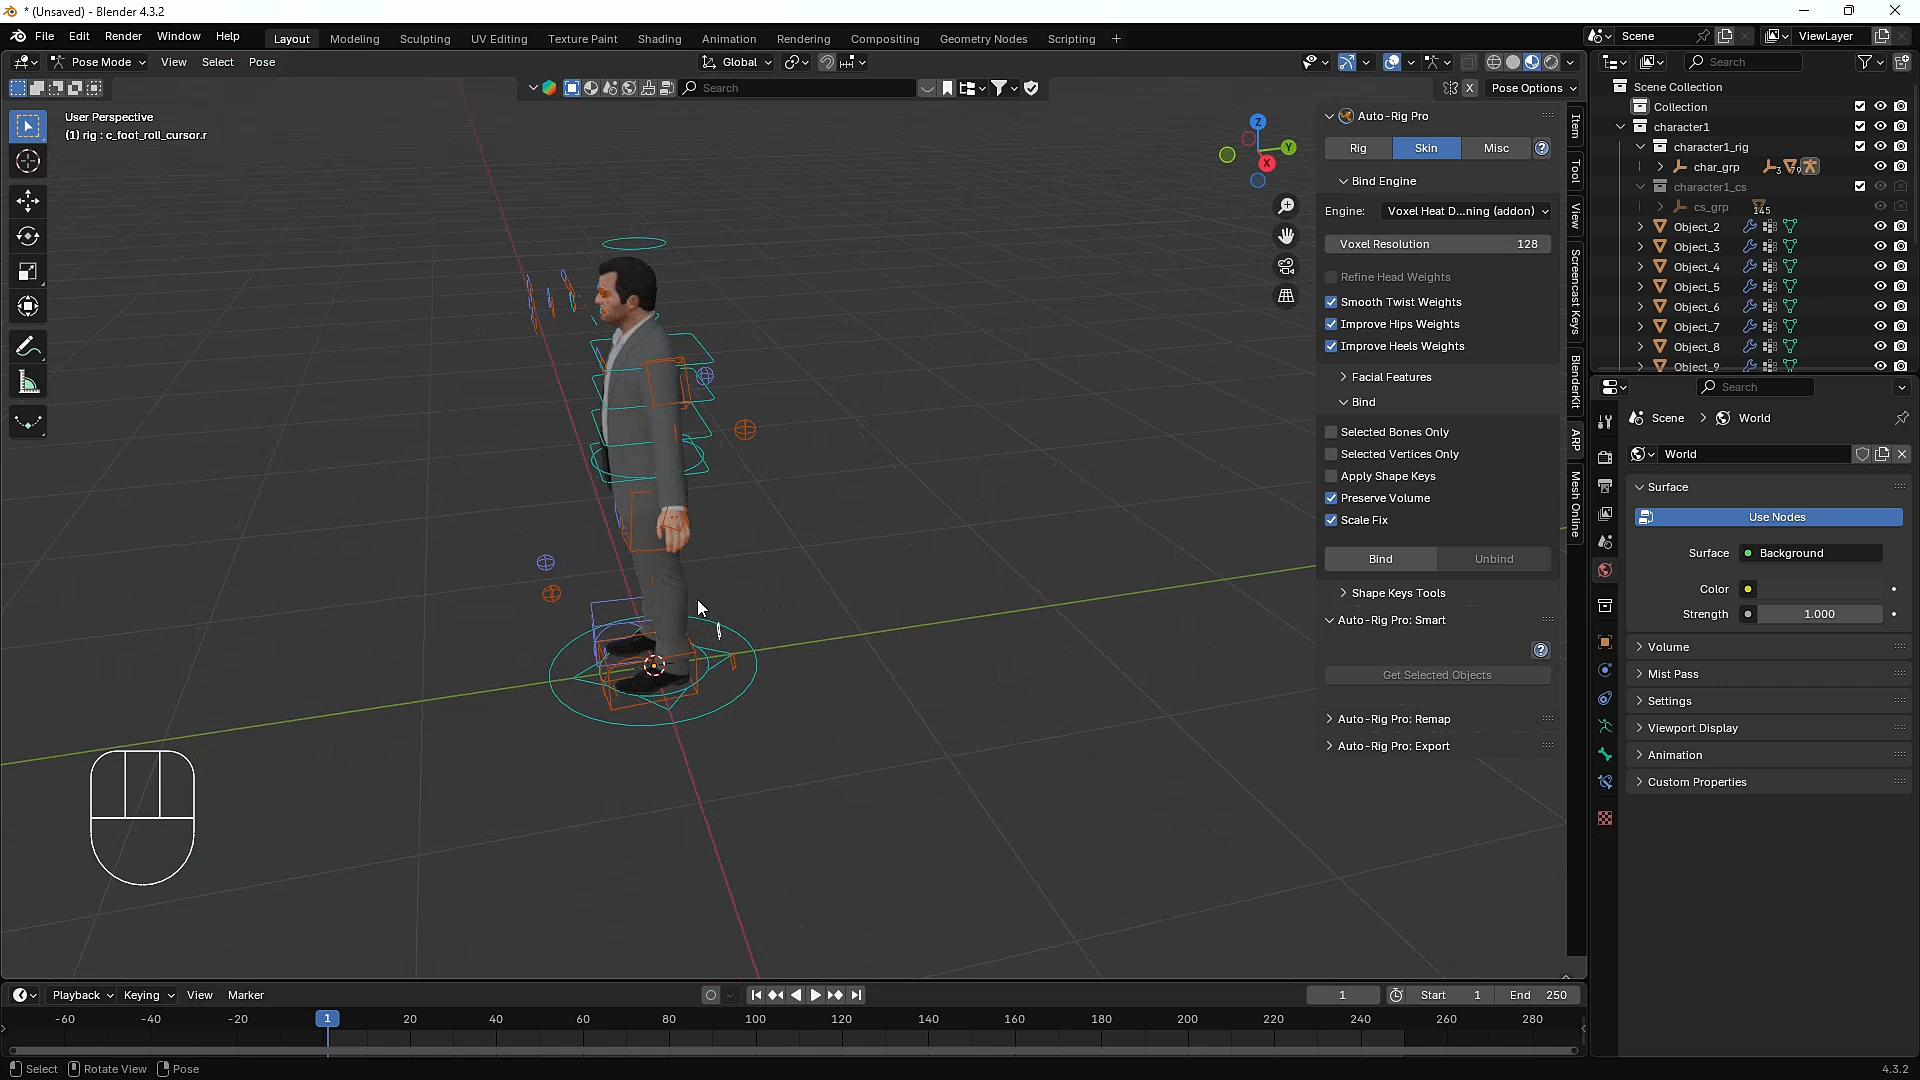 * (Unsaved) - Blender 4.3.2
File Edit Render Window Help
Layout Modeling Sculpting UV Editing Texture Paint Shading Animation Rendering Compositing Geometry Nodes Scripting +
Scene
ViewLayer
Pose Mode View Select Pose
Global
Search
Pose Options
User Perspective
(1) rig : c_foot_roll_cursor.r
Z
Y
X
Auto-Rig Pro
Rig Skin Misc
Bind Engine
Engine: Voxel Heat D...ning (addon)
Voxel Resolution 128
Refine Head Weights
Smooth Twist Weights
Improve Hips Weights
Improve Heels Weights
Facial Features
Bind
Selected Bones Only
Selected Vertices Only
Apply Shape Keys
Preserve Volume
Scale Fix
Bind Unbind
Shape Keys Tools
Auto-Rig Pro: Smart
Get Selected Objects
Auto-Rig Pro: Remap
Auto-Rig Pro: Export
Item
Tool
View
Screencast Keys
BlenderKit
ARP
Mesh Online
Search
Scene Collection
Collection
character1
character1_rig
char_grp
character1_cs
cs_grp 145
Object_2
Object_3
Object_4
Object_5
Object_6
Object_7
Object_8
Object_9
Search
Scene World
World
Surface
Use Nodes
Surface Background
Color
Strength 1.000
Volume
Mist Pass
Settings
Viewport Display
Animation
Custom Properties
Playback Keying View Marker
1 Start 1 End 250
-60 -40 -20 1 20 40 60 80 100 120 140 160 180 200 220 240 260 280
Select Rotate View Pose
4.3.2